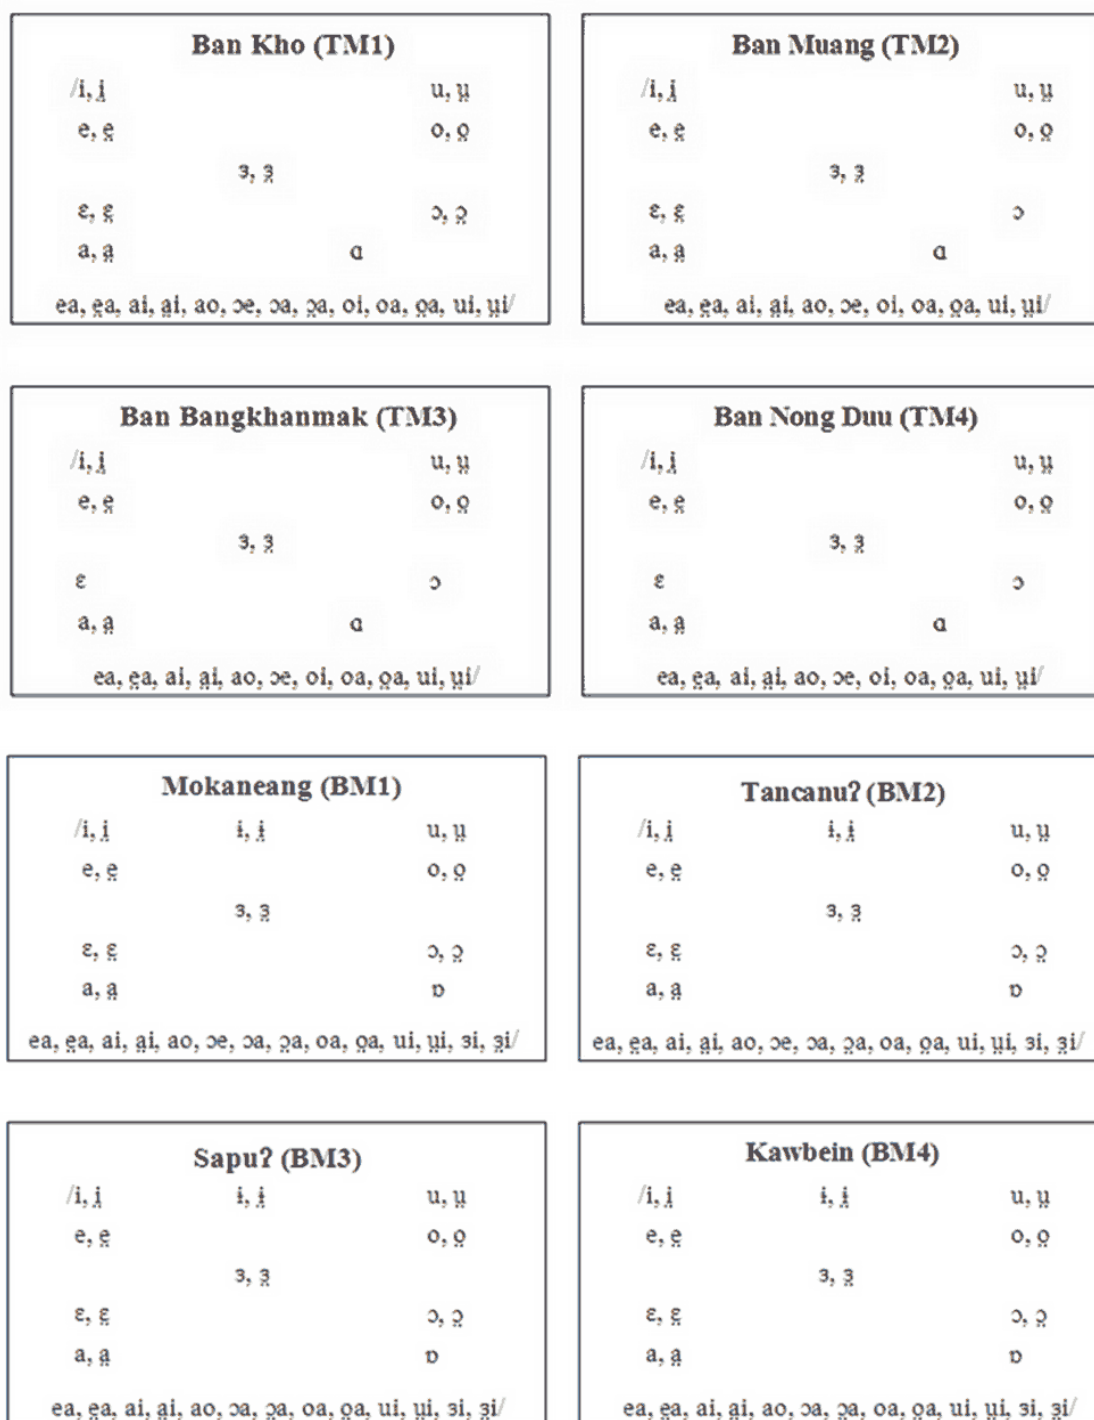 Ban Kho (TM1)
/i, i̤ u, ṳ
e, e̤ o, o̤
ɜ, ɜ̤
ɛ, ɛ̤ ɔ, ɔ̤
a, a̤ ɑ
ea, e̤a, ai, a̤i, ao, ɔe, ɔa, ɔ̤a, oi, oa, o̤a, ui, ṳi/
Ban Muang (TM2)
/i, i̤ u, ṳ
e, e̤ o, o̤
ɜ, ɜ̤
ɛ, ɛ̤ ɔ
a, a̤ ɑ
ea, e̤a, ai, a̤i, ao, ɔe, oi, oa, o̤a, ui, ṳi/
Ban Bangkhanmak (TM3)
/i, i̤ u, ṳ
e, e̤ o, o̤
ɜ, ɜ̤
ɛ ɔ
a, a̤ ɑ
ea, e̤a, ai, a̤i, ao, ɔe, oi, oa, o̤a, ui, ṳi/
Ban Nong Duu (TM4)
/i, i̤ u, ṳ
e, e̤ o, o̤
ɜ, ɜ̤
ɛ ɔ
a, a̤ ɑ
ea, e̤a, ai, a̤i, ao, ɔe, oi, oa, o̤a, ui, ṳi/
Mokaneang (BM1)
/i, i̤ ɨ, ɨ̤ u, ṳ
e, e̤ o, o̤
ɜ, ɜ̤
ɛ, ɛ̤ ɔ, ɔ̤
a, a̤ ɒ
ea, e̤a, ai, a̤i, ao, ɔe, ɔa, ɔ̤a, oa, o̤a, ui, ṳi, ɜi, ɜ̤i/
Tancanuʔ (BM2)
/i, i̤ ɨ, ɨ̤ u, ṳ
e, e̤ o, o̤
ɜ, ɜ̤
ɛ, ɛ̤ ɔ, ɔ̤
a, a̤ ɒ
ea, e̤a, ai, a̤i, ao, ɔe, ɔa, ɔ̤a, oa, o̤a, ui, ṳi, ɜi, ɜ̤i/
Sapuʔ (BM3)
/i, i̤ ɨ, ɨ̤ u, ṳ
e, e̤ o, o̤
ɜ, ɜ̤
ɛ, ɛ̤ ɔ, ɔ̤
a, a̤ ɒ
ea, e̤a, ai, a̤i, ao, ɔa, ɔ̤a, oa, o̤a, ui, ṳi, ɜi, ɜ̤i/
Kawbein (BM4)
/i, i̤ ɨ, ɨ̤ u, ṳ
e, e̤ o, o̤
ɜ, ɜ̤
ɛ, ɛ̤ ɔ, ɔ̤
a, a̤ ɒ
ea, e̤a, ai, a̤i, ao, ɔa, ɔ̤a, oa, o̤a, ui, ṳi, ɜi, ɜ̤i/